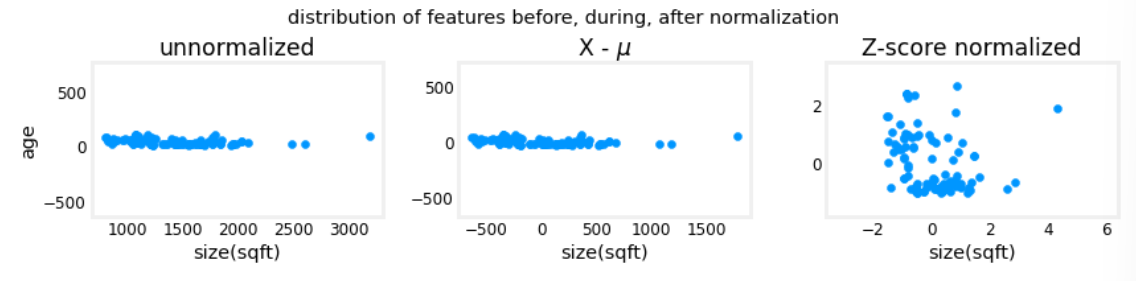 distribution of features before, during, after normalization
unnormalized
X - μ
Z-score normalized
age
500
0
−500
1000 1500 2000 2500 3000
size(sqft)
500
0
−500
−500 0 500 1000 1500
size(sqft)
2
0
−2 0 2 4 6
size(sqft)